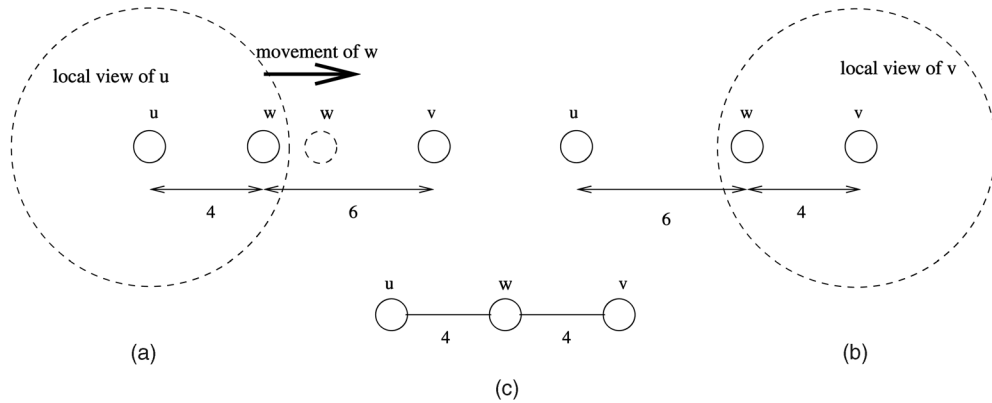 movement of w
local view of u
local view of v
u w w v u w v
4 6 6 4
u w v
4 4
(a) (b)
(c)